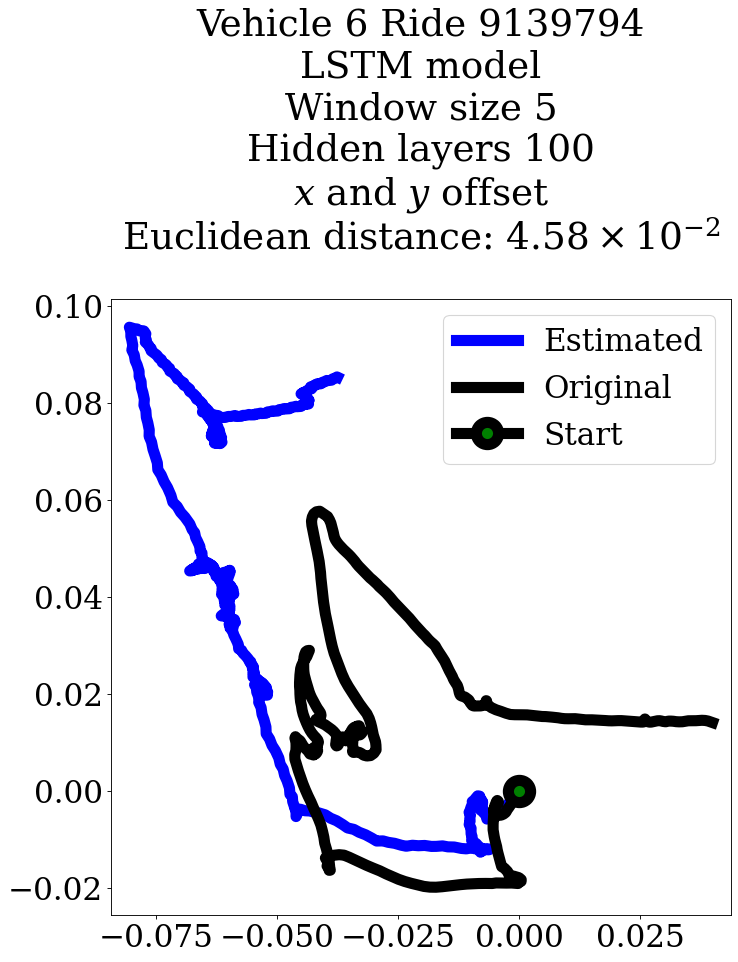 Vehicle 6 Ride 9139794
LSTM model
Window size 5
Hidden layers 100
x and y offset
Euclidean distance: 4.58 × 10⁻²
0.10
0.08
0.06
0.04
0.02
0.00
−0.02
Estimated
Original
Start
−0.075 −0.050 −0.025 0.000 0.025